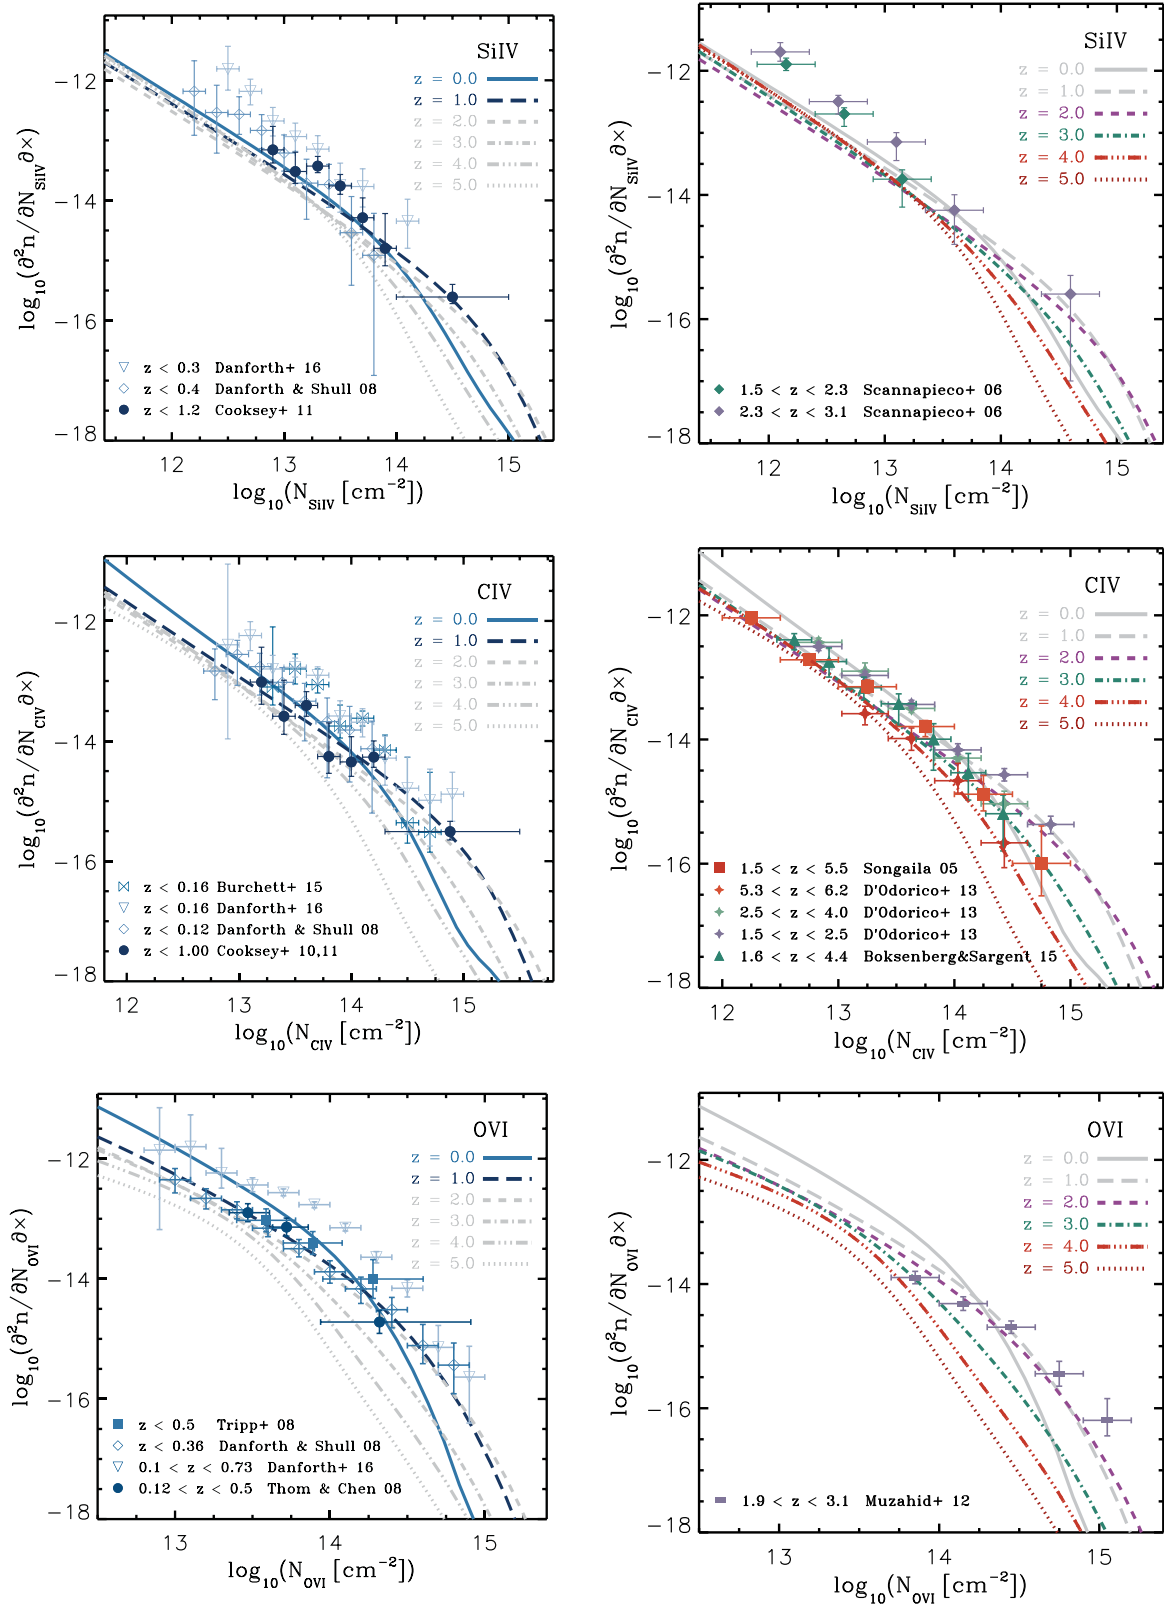 SiIV
z = 0.0
z = 1.0
z = 2.0
z = 3.0
z = 4.0
z = 5.0
−12
−14
−16
−18
log10(∂²n/∂N_SiIV ∂×)
z < 0.3 Danforth+ 16
z < 0.4 Danforth & Shull 08
z < 1.2 Cooksey+ 11
12 13 14 15
log10(N_SiIV [cm⁻²])
SiIV
z = 0.0
z = 1.0
z = 2.0
z = 3.0
z = 4.0
z = 5.0
−12
−14
−16
−18
log10(∂²n/∂N_SiIV ∂×)
1.5 < z < 2.3 Scannapieco+ 06
2.3 < z < 3.1 Scannapieco+ 06
12 13 14 15
log10(N_SiIV [cm⁻²])
CIV
z = 0.0
z = 1.0
z = 2.0
z = 3.0
z = 4.0
z = 5.0
−12
−14
−16
−18
log10(∂²n/∂N_CIV ∂×)
z < 0.16 Burchett+ 15
z < 0.16 Danforth+ 16
z < 0.12 Danforth & Shull 08
z < 1.00 Cooksey+ 10,11
12 13 14 15
log10(N_CIV [cm⁻²])
CIV
z = 0.0
z = 1.0
z = 2.0
z = 3.0
z = 4.0
z = 5.0
−12
−14
−16
−18
log10(∂²n/∂N_CIV ∂×)
1.5 < z < 5.5 Songaila 05
5.3 < z < 6.2 D'Odorico+ 13
2.5 < z < 4.0 D'Odorico+ 13
1.5 < z < 2.5 D'Odorico+ 13
1.6 < z < 4.4 Boksenberg&Sargent 15
12 13 14 15
log10(N_CIV [cm⁻²])
OVI
z = 0.0
z = 1.0
z = 2.0
z = 3.0
z = 4.0
z = 5.0
−12
−14
−16
−18
log10(∂²n/∂N_OVI ∂×)
z < 0.5 Tripp+ 08
z < 0.36 Danforth & Shull 08
0.1 < z < 0.73 Danforth+ 16
0.12 < z < 0.5 Thom & Chen 08
13 14 15
log10(N_OVI [cm⁻²])
OVI
z = 0.0
z = 1.0
z = 2.0
z = 3.0
z = 4.0
z = 5.0
−12
−14
−16
−18
log10(∂²n/∂N_OVI ∂×)
1.9 < z < 3.1 Muzahid+ 12
13 14 15
log10(N_OVI [cm⁻²])